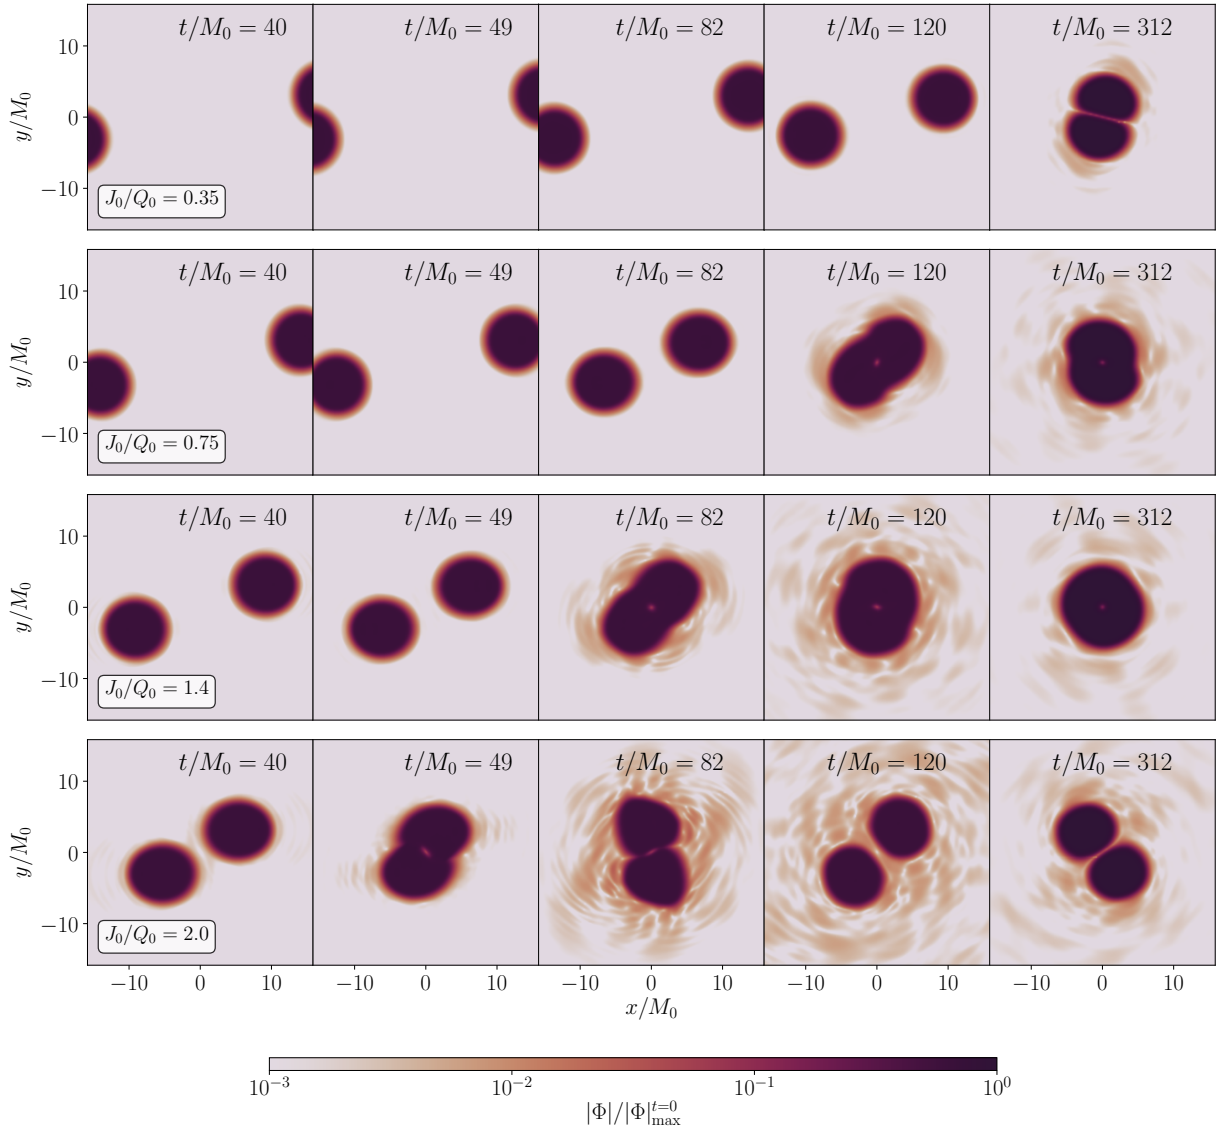 t/M₀ = 40 t/M₀ = 49 t/M₀ = 82 t/M₀ = 120 t/M₀ = 312
10
0
−10
y/M₀
J₀/Q₀ = 0.35
t/M₀ = 40 t/M₀ = 49 t/M₀ = 82 t/M₀ = 120 t/M₀ = 312
10
0
−10
y/M₀
J₀/Q₀ = 0.75
t/M₀ = 40 t/M₀ = 49 t/M₀ = 82 t/M₀ = 120 t/M₀ = 312
10
0
−10
y/M₀
J₀/Q₀ = 1.4
t/M₀ = 40 t/M₀ = 49 t/M₀ = 82 t/M₀ = 120 t/M₀ = 312
10
0
−10
y/M₀
J₀/Q₀ = 2.0
−10 0 10 −10 0 10 −10 0 10 −10 0 10 −10 0 10
x/M₀
10⁻³ 10⁻² 10⁻¹ 10⁰
|Φ|/|Φ|ₘₐₓᵗ⁼⁰